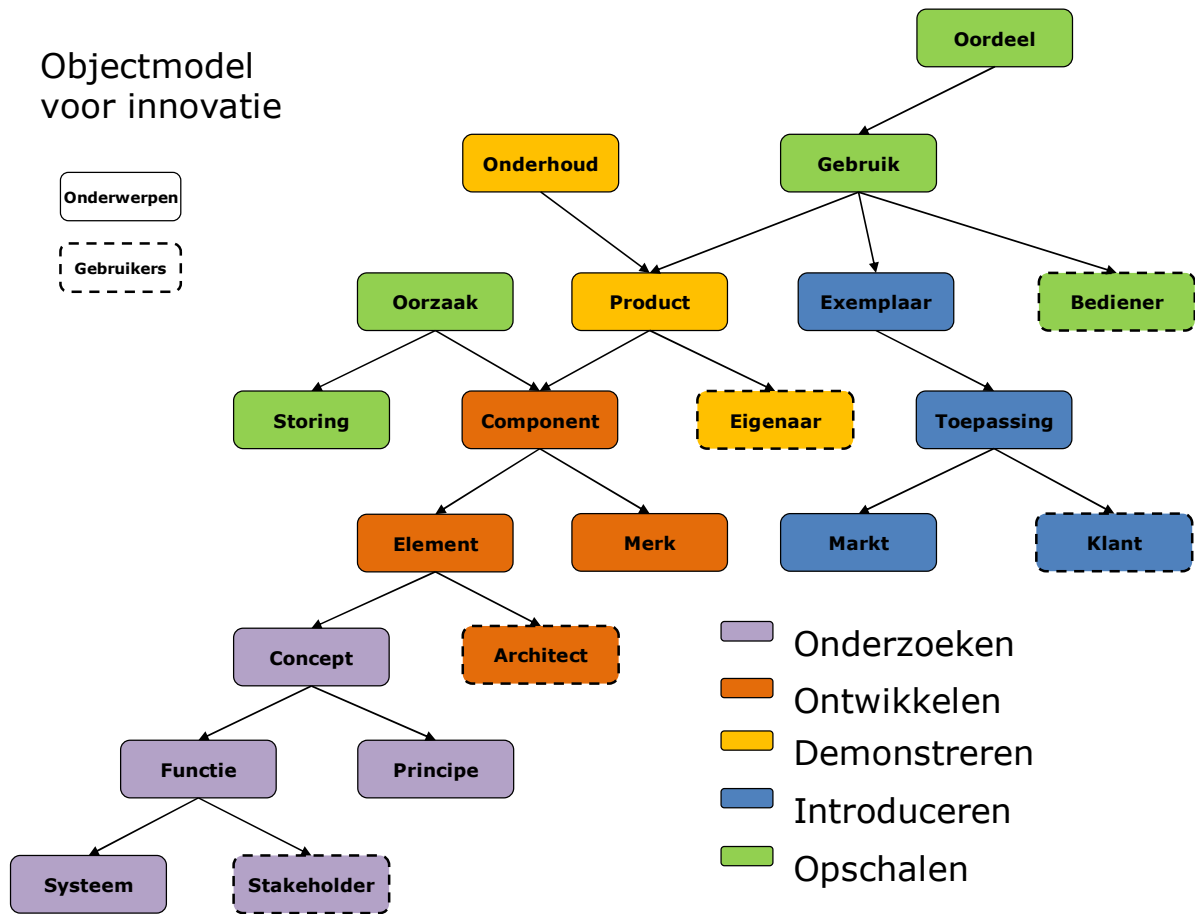 Objectmodel
voor innovatie
Onderwerpen
Gebruikers
Oordeel
Onderhoud
Gebruik
Oorzaak
Product
Exemplaar
Bediener
Storing
Component
Eigenaar
Toepassing
Element
Merk
Markt
Klant
Concept
Architect
Functie
Principe
Systeem
Stakeholder
Onderzoeken
Ontwikkelen
Demonstreren
Introduceren
Opschalen